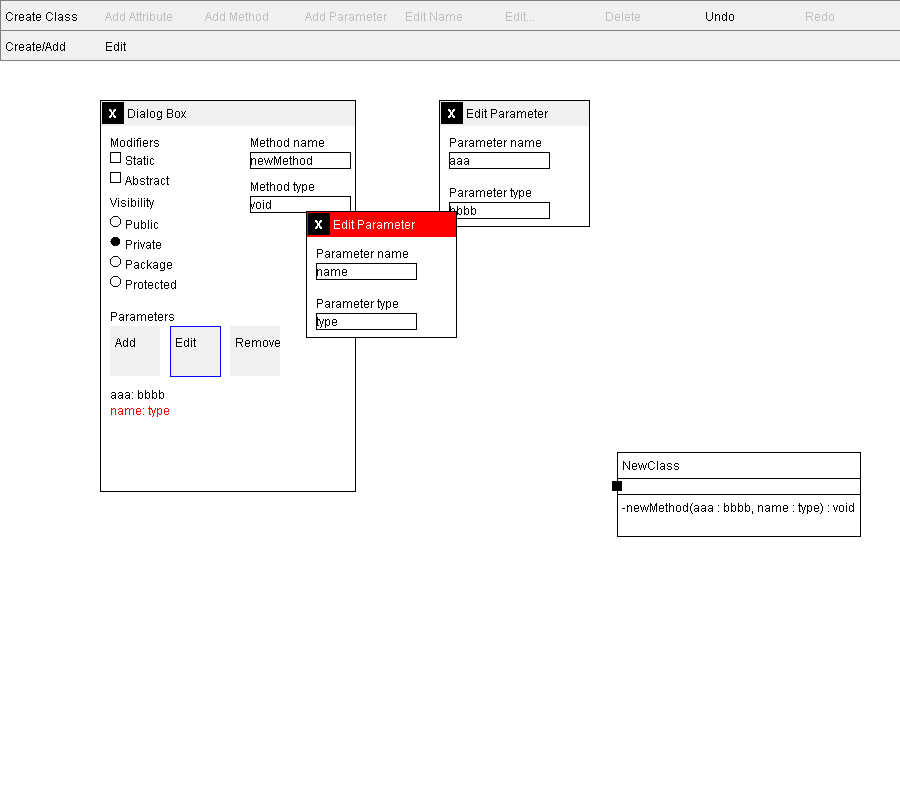 Create Class Add Attribute Add Method Add Parameter Edit Name Edit... Delete Undo Redo
Create/Add Edit
X Dialog Box
Modifiers
Static
Abstract
Visibility
Public
Private
Package
Protected
Method name
newMethod
Method type
void
Parameters
Add Edit Remove
aaa: bbbb
name: type
X Edit Parameter
Parameter name
name
Parameter type
type
X Edit Parameter
Parameter name
aaa
Parameter type
bbbb
NewClass
-newMethod(aaa : bbbb, name : type) : void